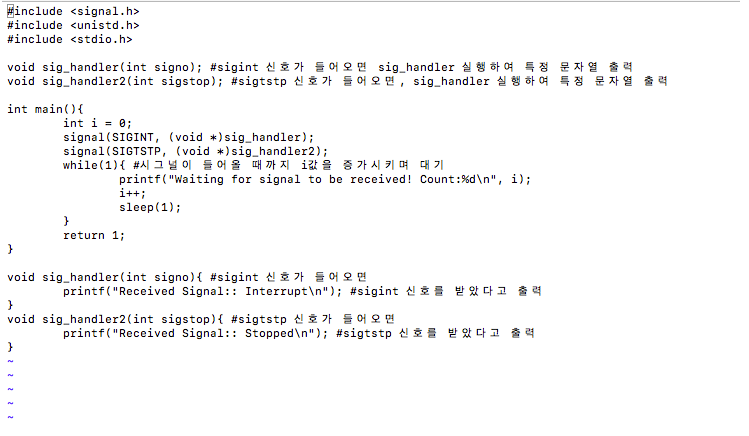 #include <signal.h>
#include <unistd.h>
#include <stdio.h>
void sig_handler(int signo); #sigint 신호가 들어오면 sig_handler 실행하여 특정 문자열 출력
void sig_handler2(int sigstop); #sigtstp 신호가 들어오면, sig_handler 실행하여 특정 문자열 출력
int main(){
int i = 0;
signal(SIGINT, (void *)sig_handler);
signal(SIGTSTP, (void *)sig_handler2);
while(1){ #시그널이 들어올 때까지 i값을 증가시키며 대기
printf("Waiting for signal to be received! Count:%d\n", i);
i++;
sleep(1);
}
return 1;
}
void sig_handler(int signo){ #sigint 신호가 들어오면
printf("Received Signal:: Interrupt\n"); #sigint 신호를 받았다고 출력
}
void sig_handler2(int sigstop){ #sigtstp 신호가 들어오면
printf("Received Signal:: Stopped\n"); #sigtstp 신호를 받았다고 출력
}
~
~
~
~
~